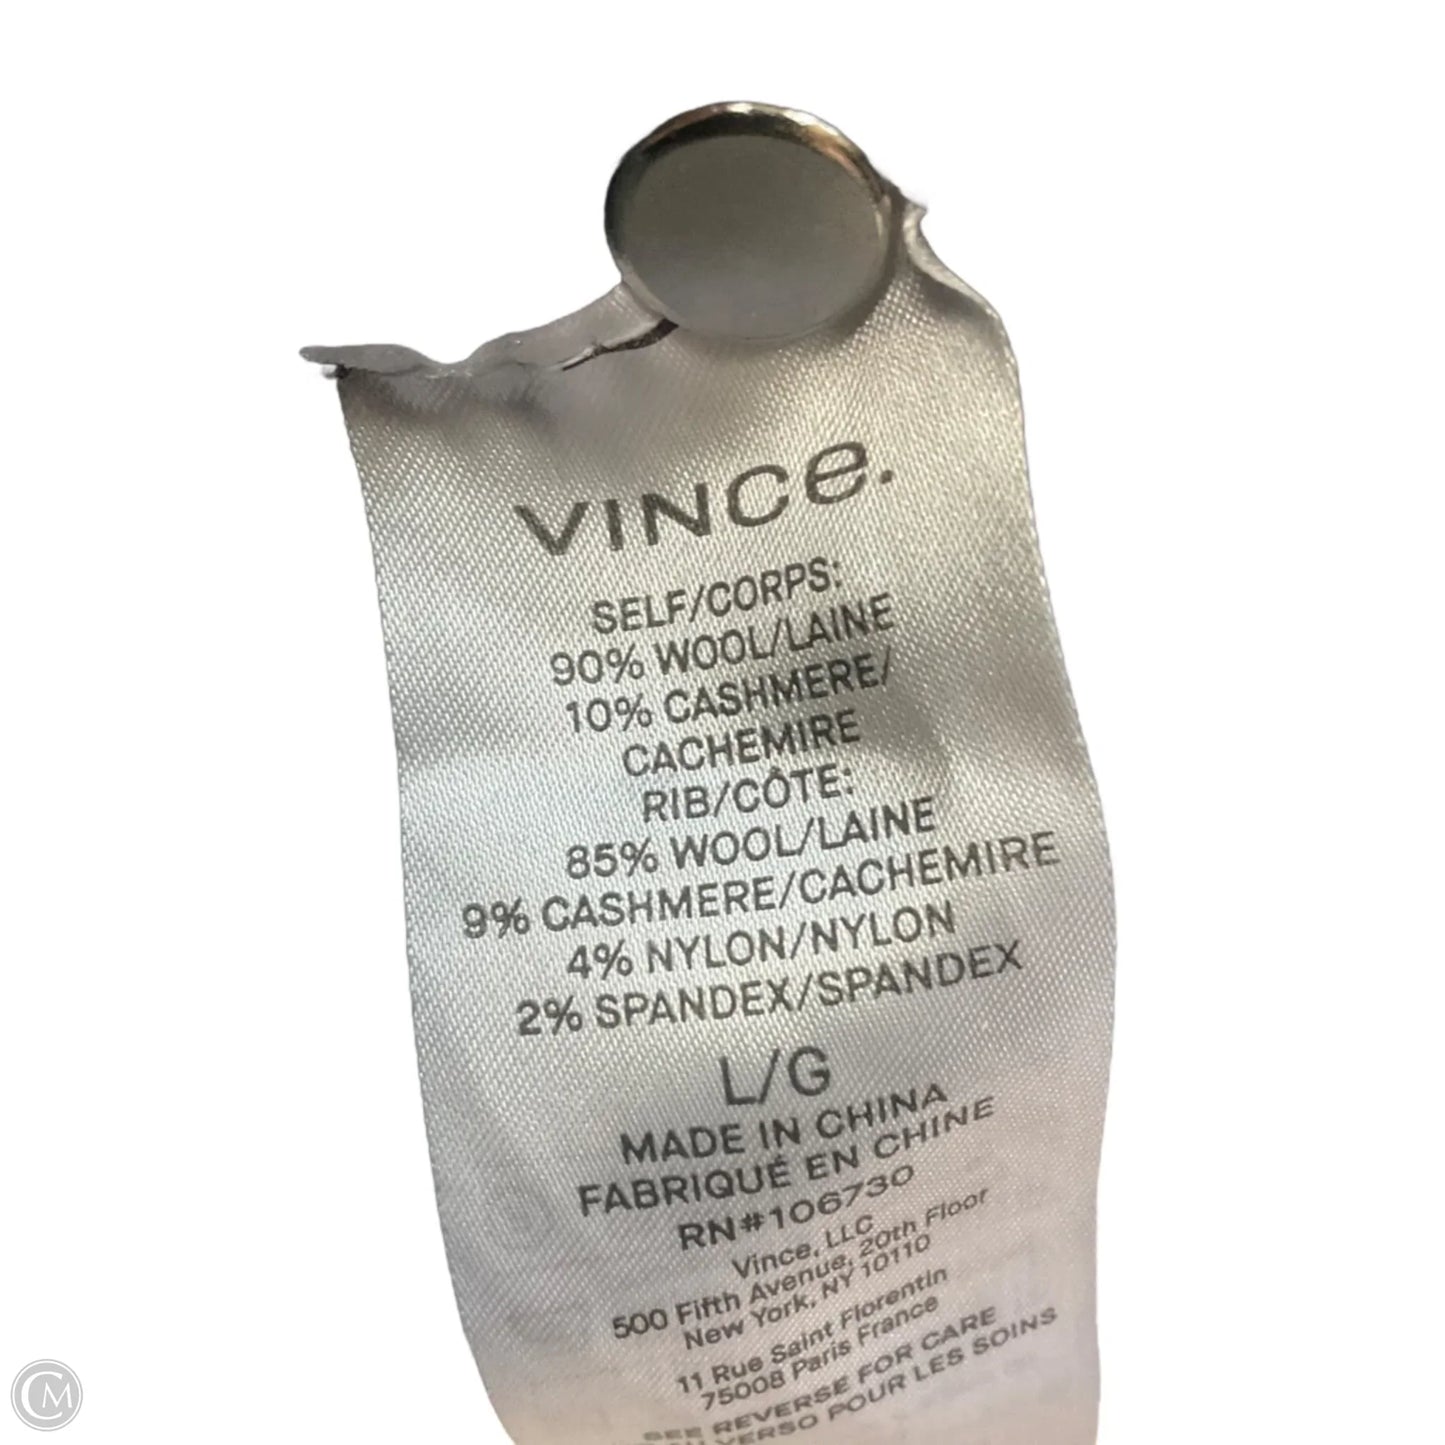 VINCE.
SELF/CORPS:
90% WOOL/LAINE
10% CASHMERE/
CACHEMIRE
RIB/CÔTE:
85% WOOL/LAINE
9% CASHMERE/CACHEMIRE
4% NYLON/NYLON
2% SPANDEX/SPANDEX
L/G
MADE IN CHINA
FABRIQUÉ EN CHINE
RN#106730
Vince, LLC
500 Fifth Avenue, 20th Floor
New York, NY 10110
11 Rue Saint Florentin
75008 Paris France
SEE REVERSE FOR CARE
VERSO POUR LES SOINS
CM